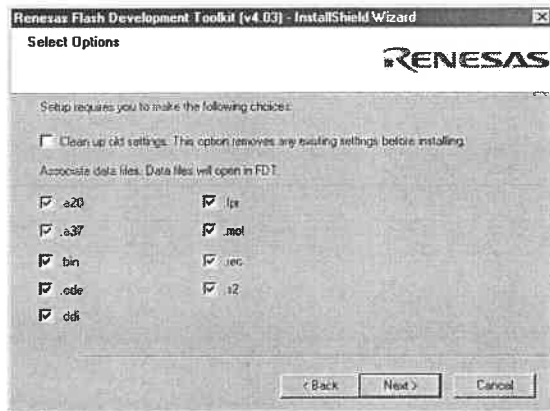 Renesas Flash Development Toolkit (v4.03) - InstallShield Wizard
Select Options
RENESAS
Setup requires you to make the following choices:
Clean up old settings. This option removes any existing settings before installing.
Associate data files. Data files will open in FDT.
.a20
.a37
.bin
.cde
.ddi
.fpr
.mot
.rec
.s2
< Back
Next >
Cancel